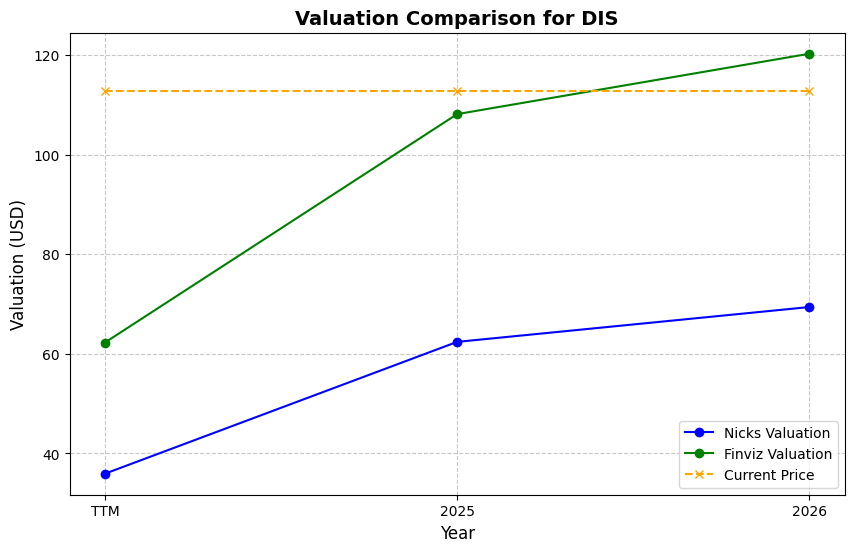 Valuation Comparison for DIS
Valuation (USD)
120
100
80
60
40
TTM
2025
2026
Year
Nicks Valuation
Finviz Valuation
Current Price